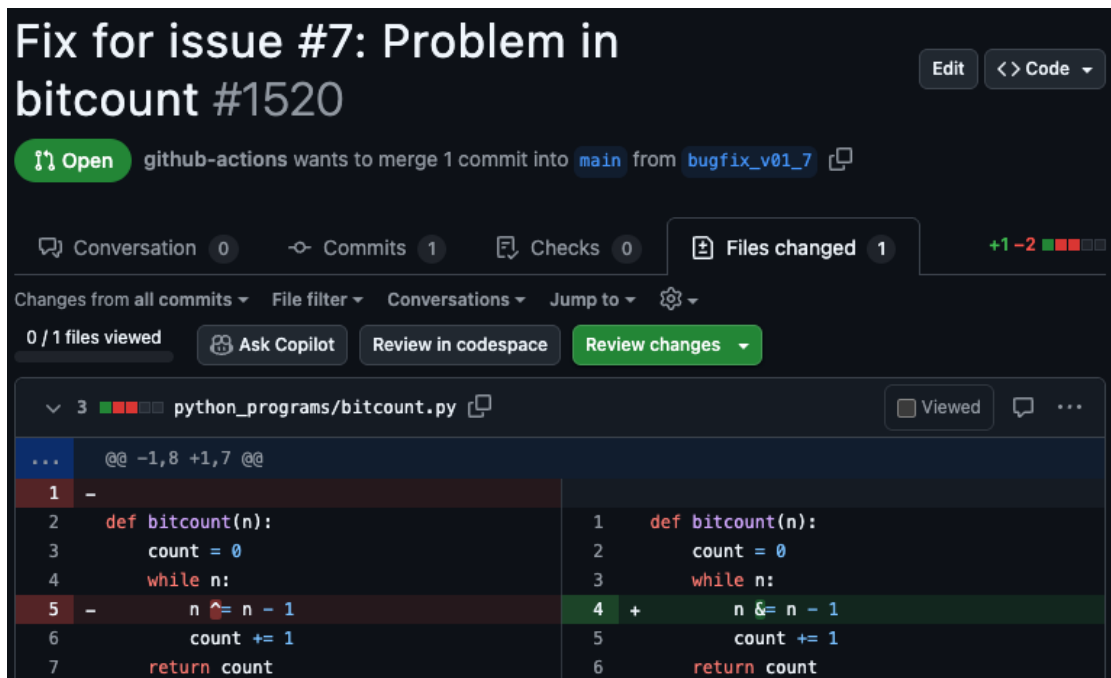 Fix for issue #7: Problem in
bitcount #1520
Edit
<> Code
Open github-actions wants to merge 1 commit into main from bugfix_v01_7
Conversation 0 Commits 1 Checks 0 Files changed 1 +1 −2
Changes from all commits File filter Conversations Jump to
0 / 1 files viewed Ask Copilot Review in codespace Review changes
3 python_programs/bitcount.py Viewed ...
... @@ -1,8 +1,7 @@
1 -
2 def bitcount(n): 1 def bitcount(n):
3 count = 0 2 count = 0
4 while n: 3 while n:
5 - n ^= n - 1 4 + n &= n - 1
6 count += 1 5 count += 1
7 return count 6 return count